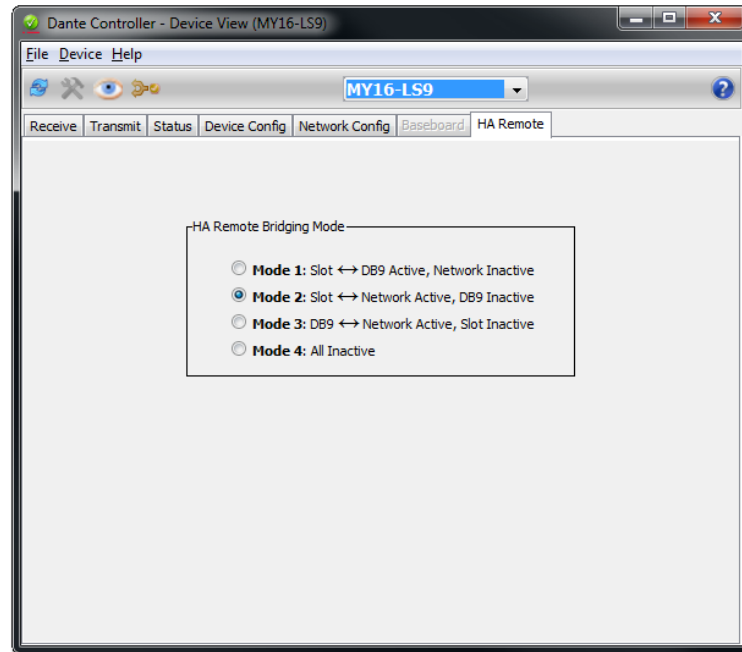 Dante Controller - Device View (MY16-LS9)
File Device Help
MY16-LS9
Receive Transmit Status Device Config Network Config Baseboard HA Remote
HA Remote Bridging Mode
Mode 1: Slot ↔ DB9 Active, Network Inactive
Mode 2: Slot ↔ Network Active, DB9 Inactive
Mode 3: DB9 ↔ Network Active, Slot Inactive
Mode 4: All Inactive